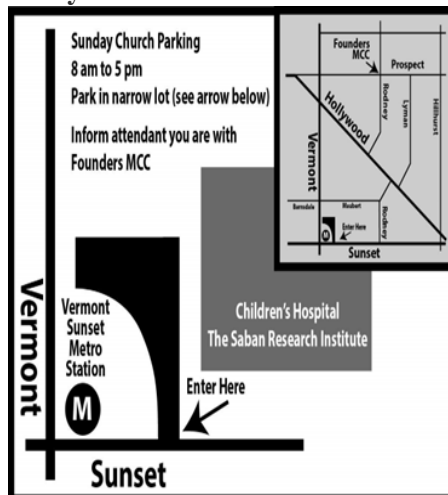 Sunday Church Parking
8 am to 5 pm
Park in narrow lot (see arrow below)
Inform attendant you are with
Founders MCC
Founders
MCC
Prospect
Rodney
Lyman
Hillhurst
Hollywood
Vermont
Barnsdale
Maubert
Rodney
M
Enter Here
Sunset
Vermont
Vermont
Sunset
Metro
Station
M
Children's Hospital
The Saban Research Institute
Enter Here
Sunset